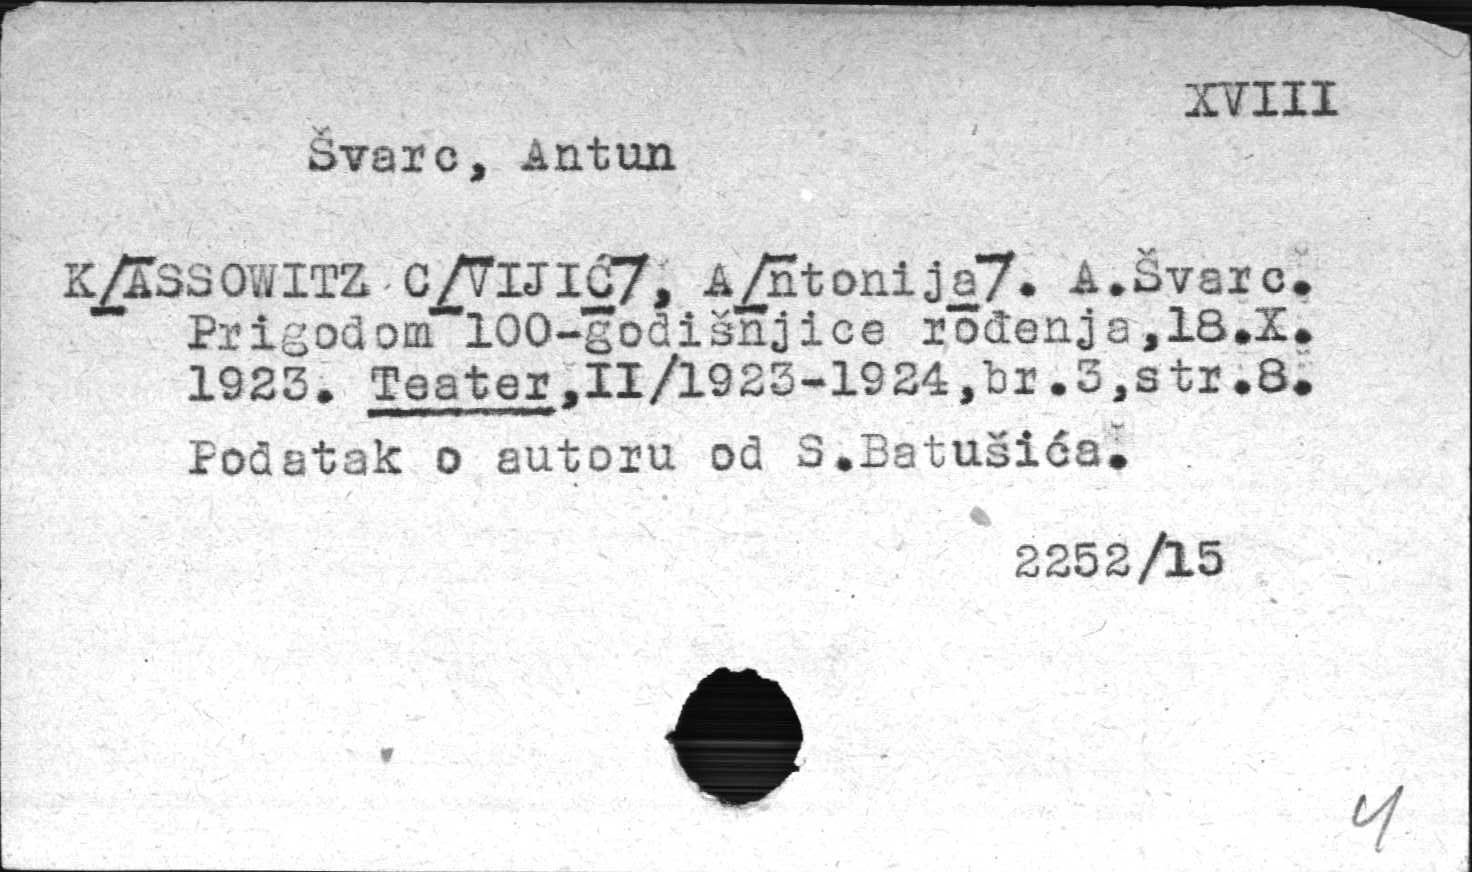 XVIII
Švarc, Antun
K[ASSOWITZ C[VIJIĆ], A[ntonija]. A.Švarc.
Prigodom 100-godišnjice rođenja,18.X.
1923. Teater,II/1923-1924,br.3,str.8.
Podatak o autoru od S.Batušića.
2252/15